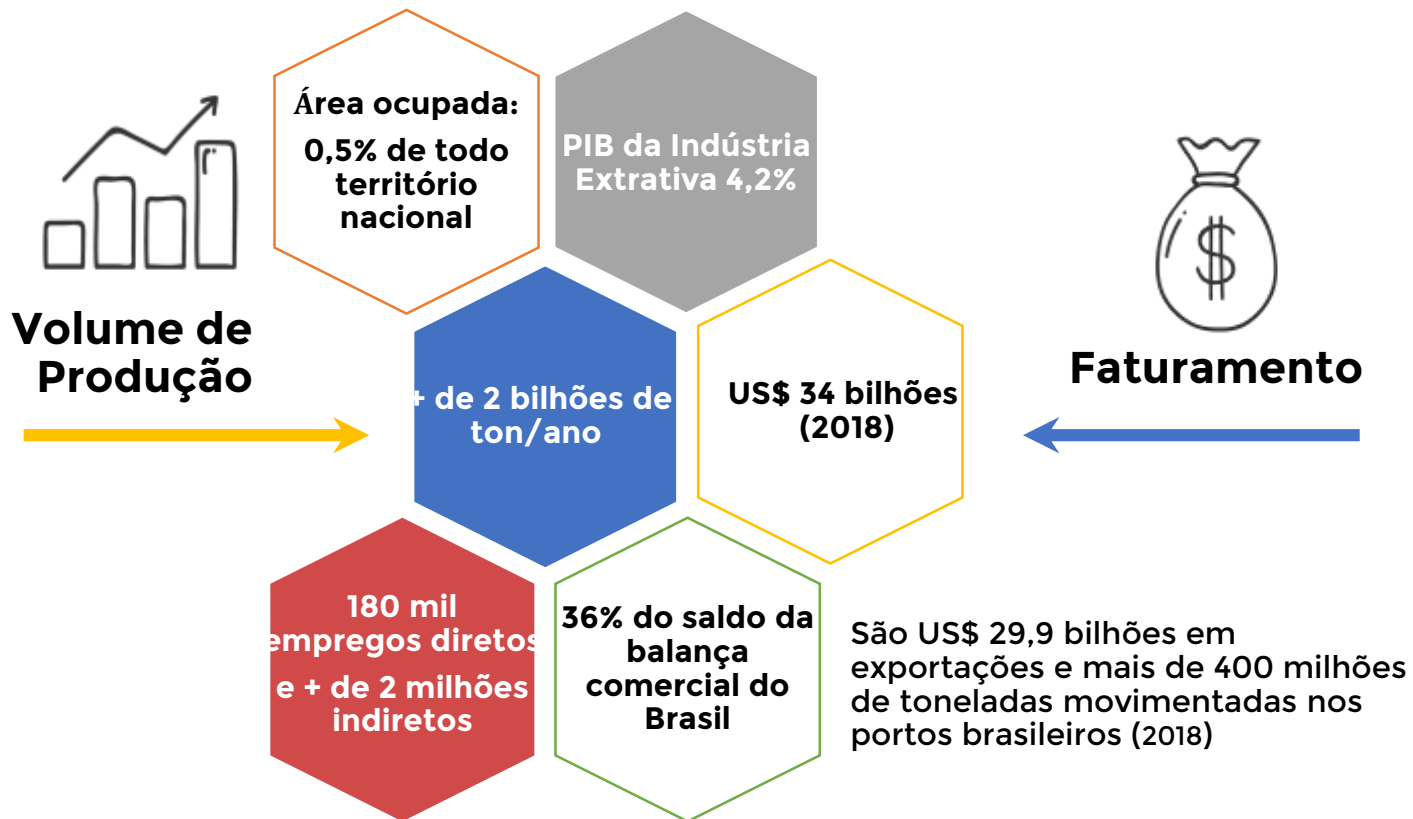 Área ocupada:
0,5% de todo
território
nacional
PIB da Indústria
Extrativa 4,2%
Volume de
Produção
+ de 2 bilhões de
ton/ano
US$ 34 bilhões
(2018)
$
Faturamento
180 mil
empregos diretos
e + de 2 milhões
indiretos
36% do saldo da
balança
comercial do
Brasil
São US$ 29,9 bilhões em
exportações e mais de 400 milhões
de toneladas movimentadas nos
portos brasileiros (2018)